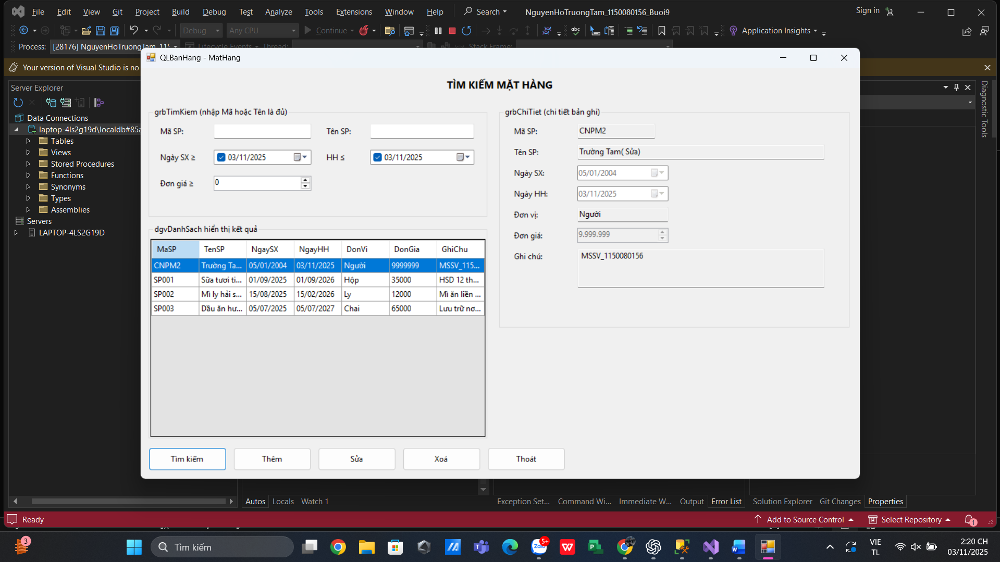 File Edit View Git Project Build Debug Test Analyze Tools Extensions Window Help Search NguyenHoTruongTam_1150080156_Buoi9 Sign in
Debug Any CPU Continue Application Insights
Process: [28176] NguyenHoTruongTam_115 Lifecycle Events Thread: Stack Frame:
Your version of Visual Studio is no
Server Explorer
Data Connections
laptop-4ls2g19d\localdb#85a
Tables
Views
Stored Procedures
Functions
Synonyms
Types
Assemblies
Servers
LAPTOP-4LS2G19D
Diagnostic Tools
QLBanHang - MatHang
TÌM KIẾM MẶT HÀNG
grbTimKiem (nhập Mã hoặc Tên là đủ)
Mã SP: Tên SP:
Ngày SX ≥ 03/11/2025 HH ≤ 03/11/2025
Đơn giá ≥ 0
dgvDanhSach hiển thị kết quả
MaSP TenSP NgaySX NgayHH DonVi DonGia GhiChu
CNPM2 Trường Ta... 05/01/2004 03/11/2025 Người 9999999 MSSV_115...
SP001 Sữa tươi ti... 01/09/2025 01/09/2026 Hộp 35000 HSD 12 th...
SP002 Mì ly hải s... 15/08/2025 15/02/2026 Ly 12000 Mì ăn liền ...
SP003 Dầu ăn hư... 05/07/2025 05/07/2027 Chai 65000 Lưu trữ nơ...
grbChiTiet (chi tiết bản ghi)
Mã SP: CNPM2
Tên SP: Trường Tam( Sửa)
Ngày SX: 05/01/2004
Ngày HH: 03/11/2025
Đơn vị: Người
Đơn giá: 9.999.999
Ghi chú: MSSV_1150080156
Tìm kiếm Thêm Sửa Xoá Thoát
Autos Locals Watch 1 Exception Set... Command Wi... Immediate W... Output Error List Solution Explorer Git Changes Properties
Ready Add to Source Control Select Repository 1
3 Tìm kiếm Zalo 5+ VIE 2:20 CH
TL 03/11/2025